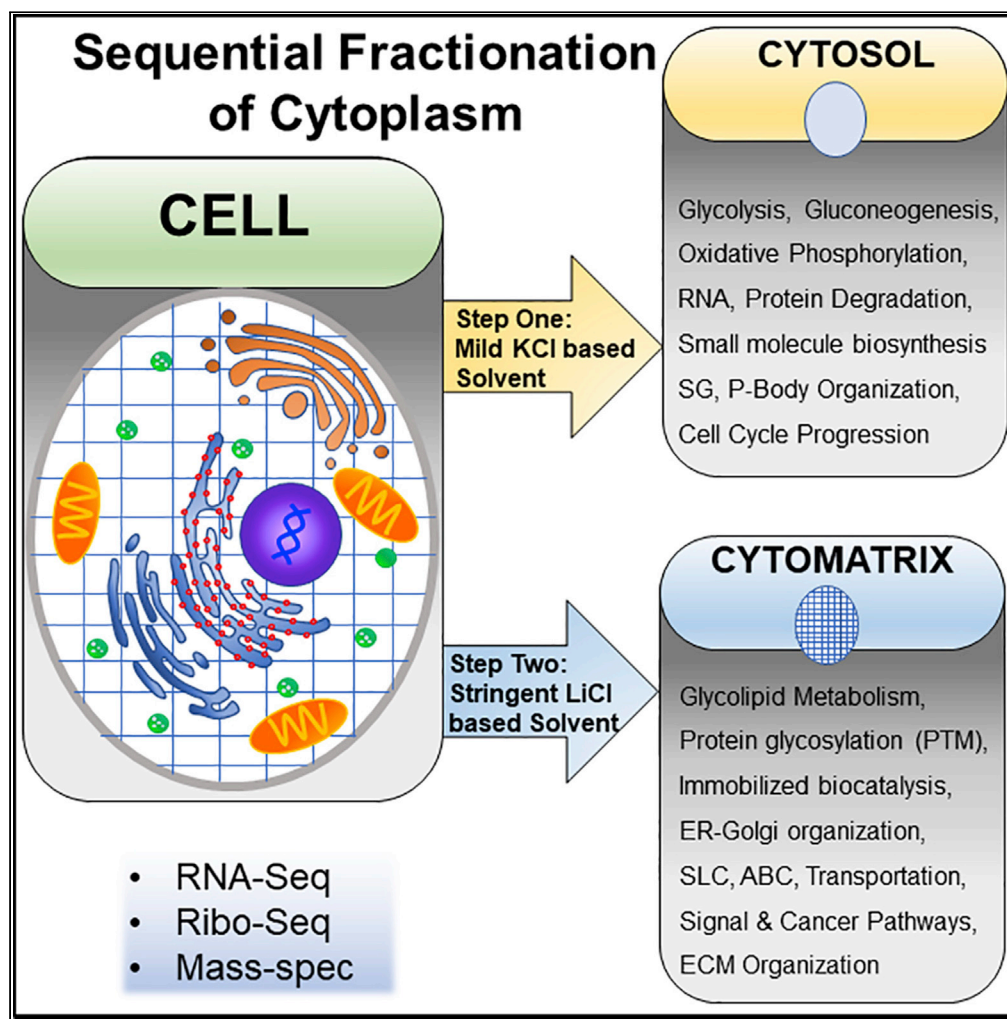 Sequential Fractionation
of Cytoplasm
CELL
Step One:
Mild KCl based
Solvent
CYTOSOL
Glycolysis, Gluconeogenesis,
Oxidative Phosphorylation,
RNA, Protein Degradation,
Small molecule biosynthesis
SG, P-Body Organization,
Cell Cycle Progression
Step Two:
Stringent LiCl
based Solvent
CYTOMATRIX
Glycolipid Metabolism,
Protein glycosylation (PTM),
Immobilized biocatalysis,
ER-Golgi organization,
SLC, ABC, Transportation,
Signal & Cancer Pathways,
ECM Organization
• RNA-Seq
• Ribo-Seq
• Mass-spec